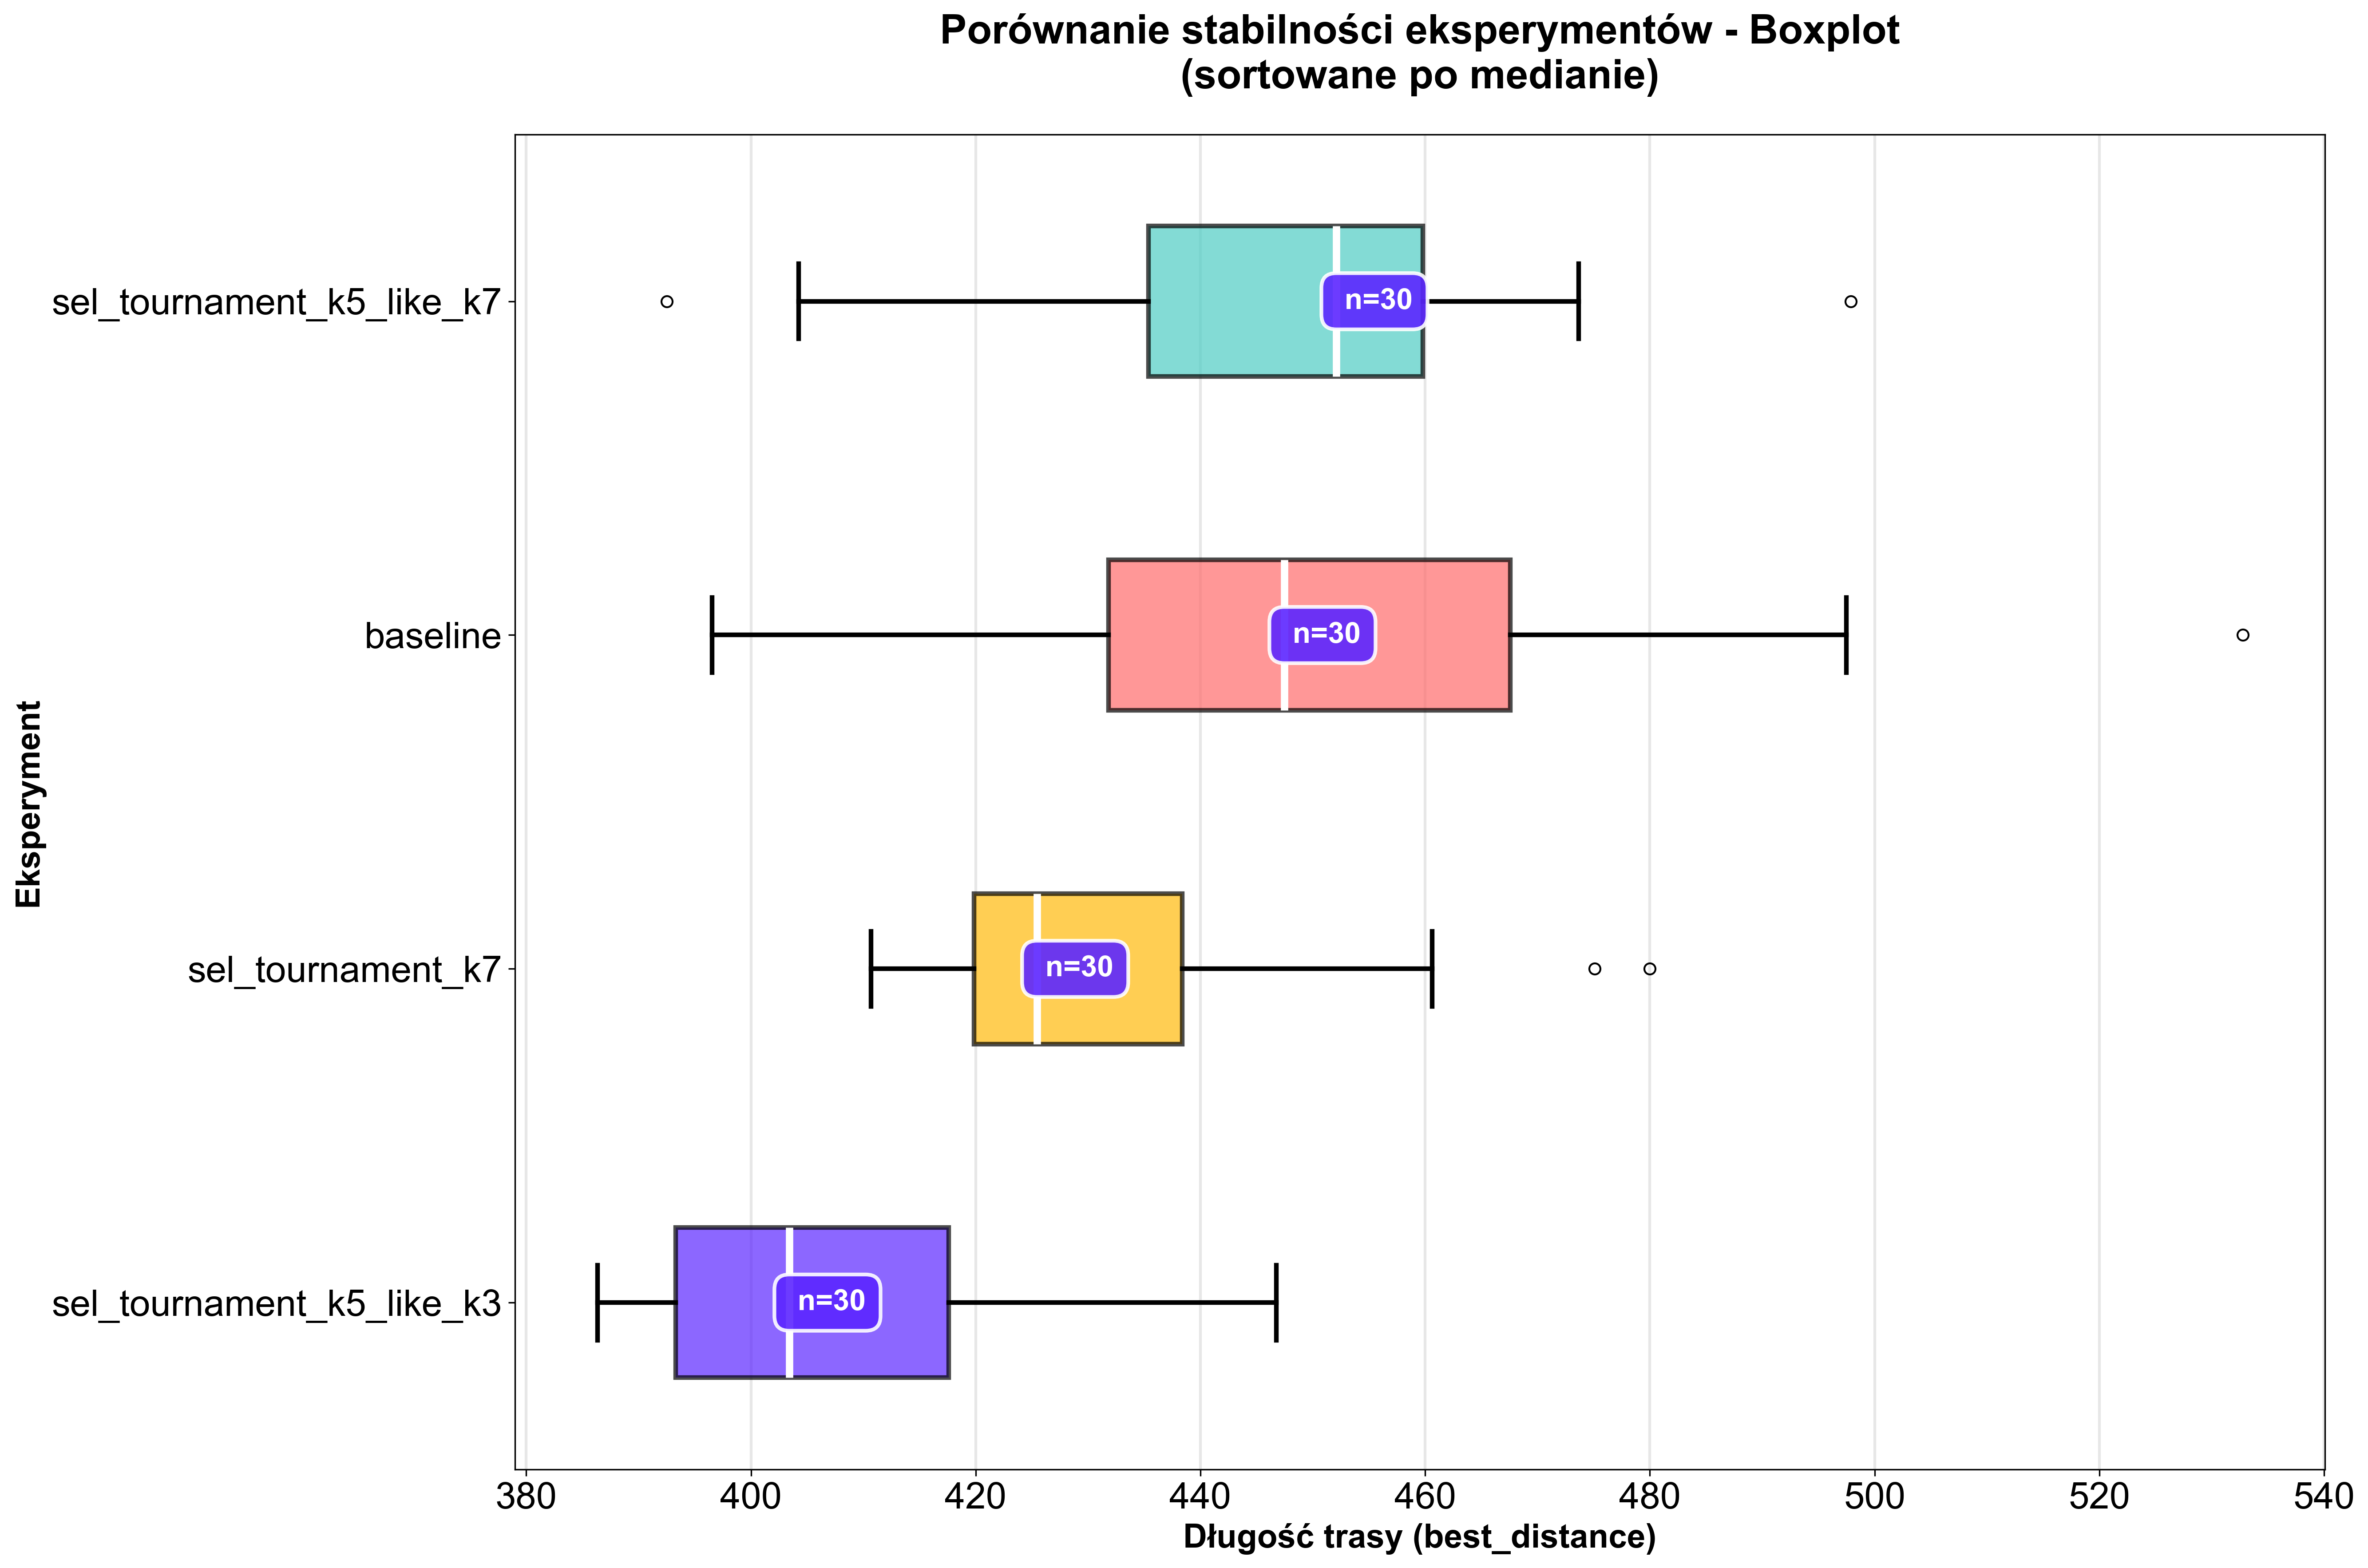 Porównanie stabilności eksperymentów - Boxplot
(sortowane po medianie)
sel_tournament_k5_like_k7
n=30
baseline
n=30
Eksperyment
sel_tournament_k7
n=30
sel_tournament_k5_like_k3
n=30
380 400 420 440 460 480 500 520 540
Długość trasy (best_distance)